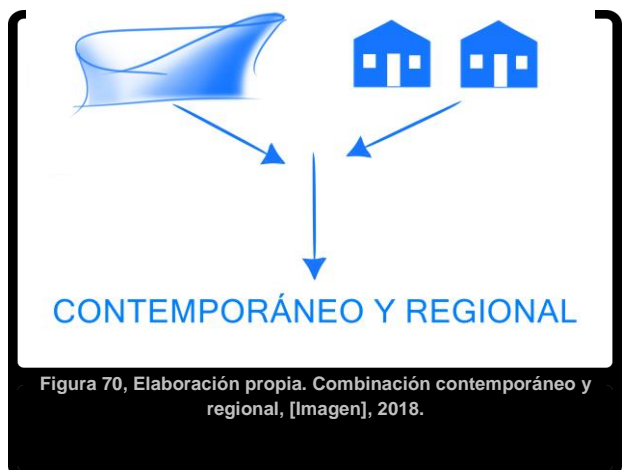 CONTEMPORÁNEO Y REGIONAL
Figura 70, Elaboración propia. Combinación contemporáneo y
regional, [Imagen], 2018.